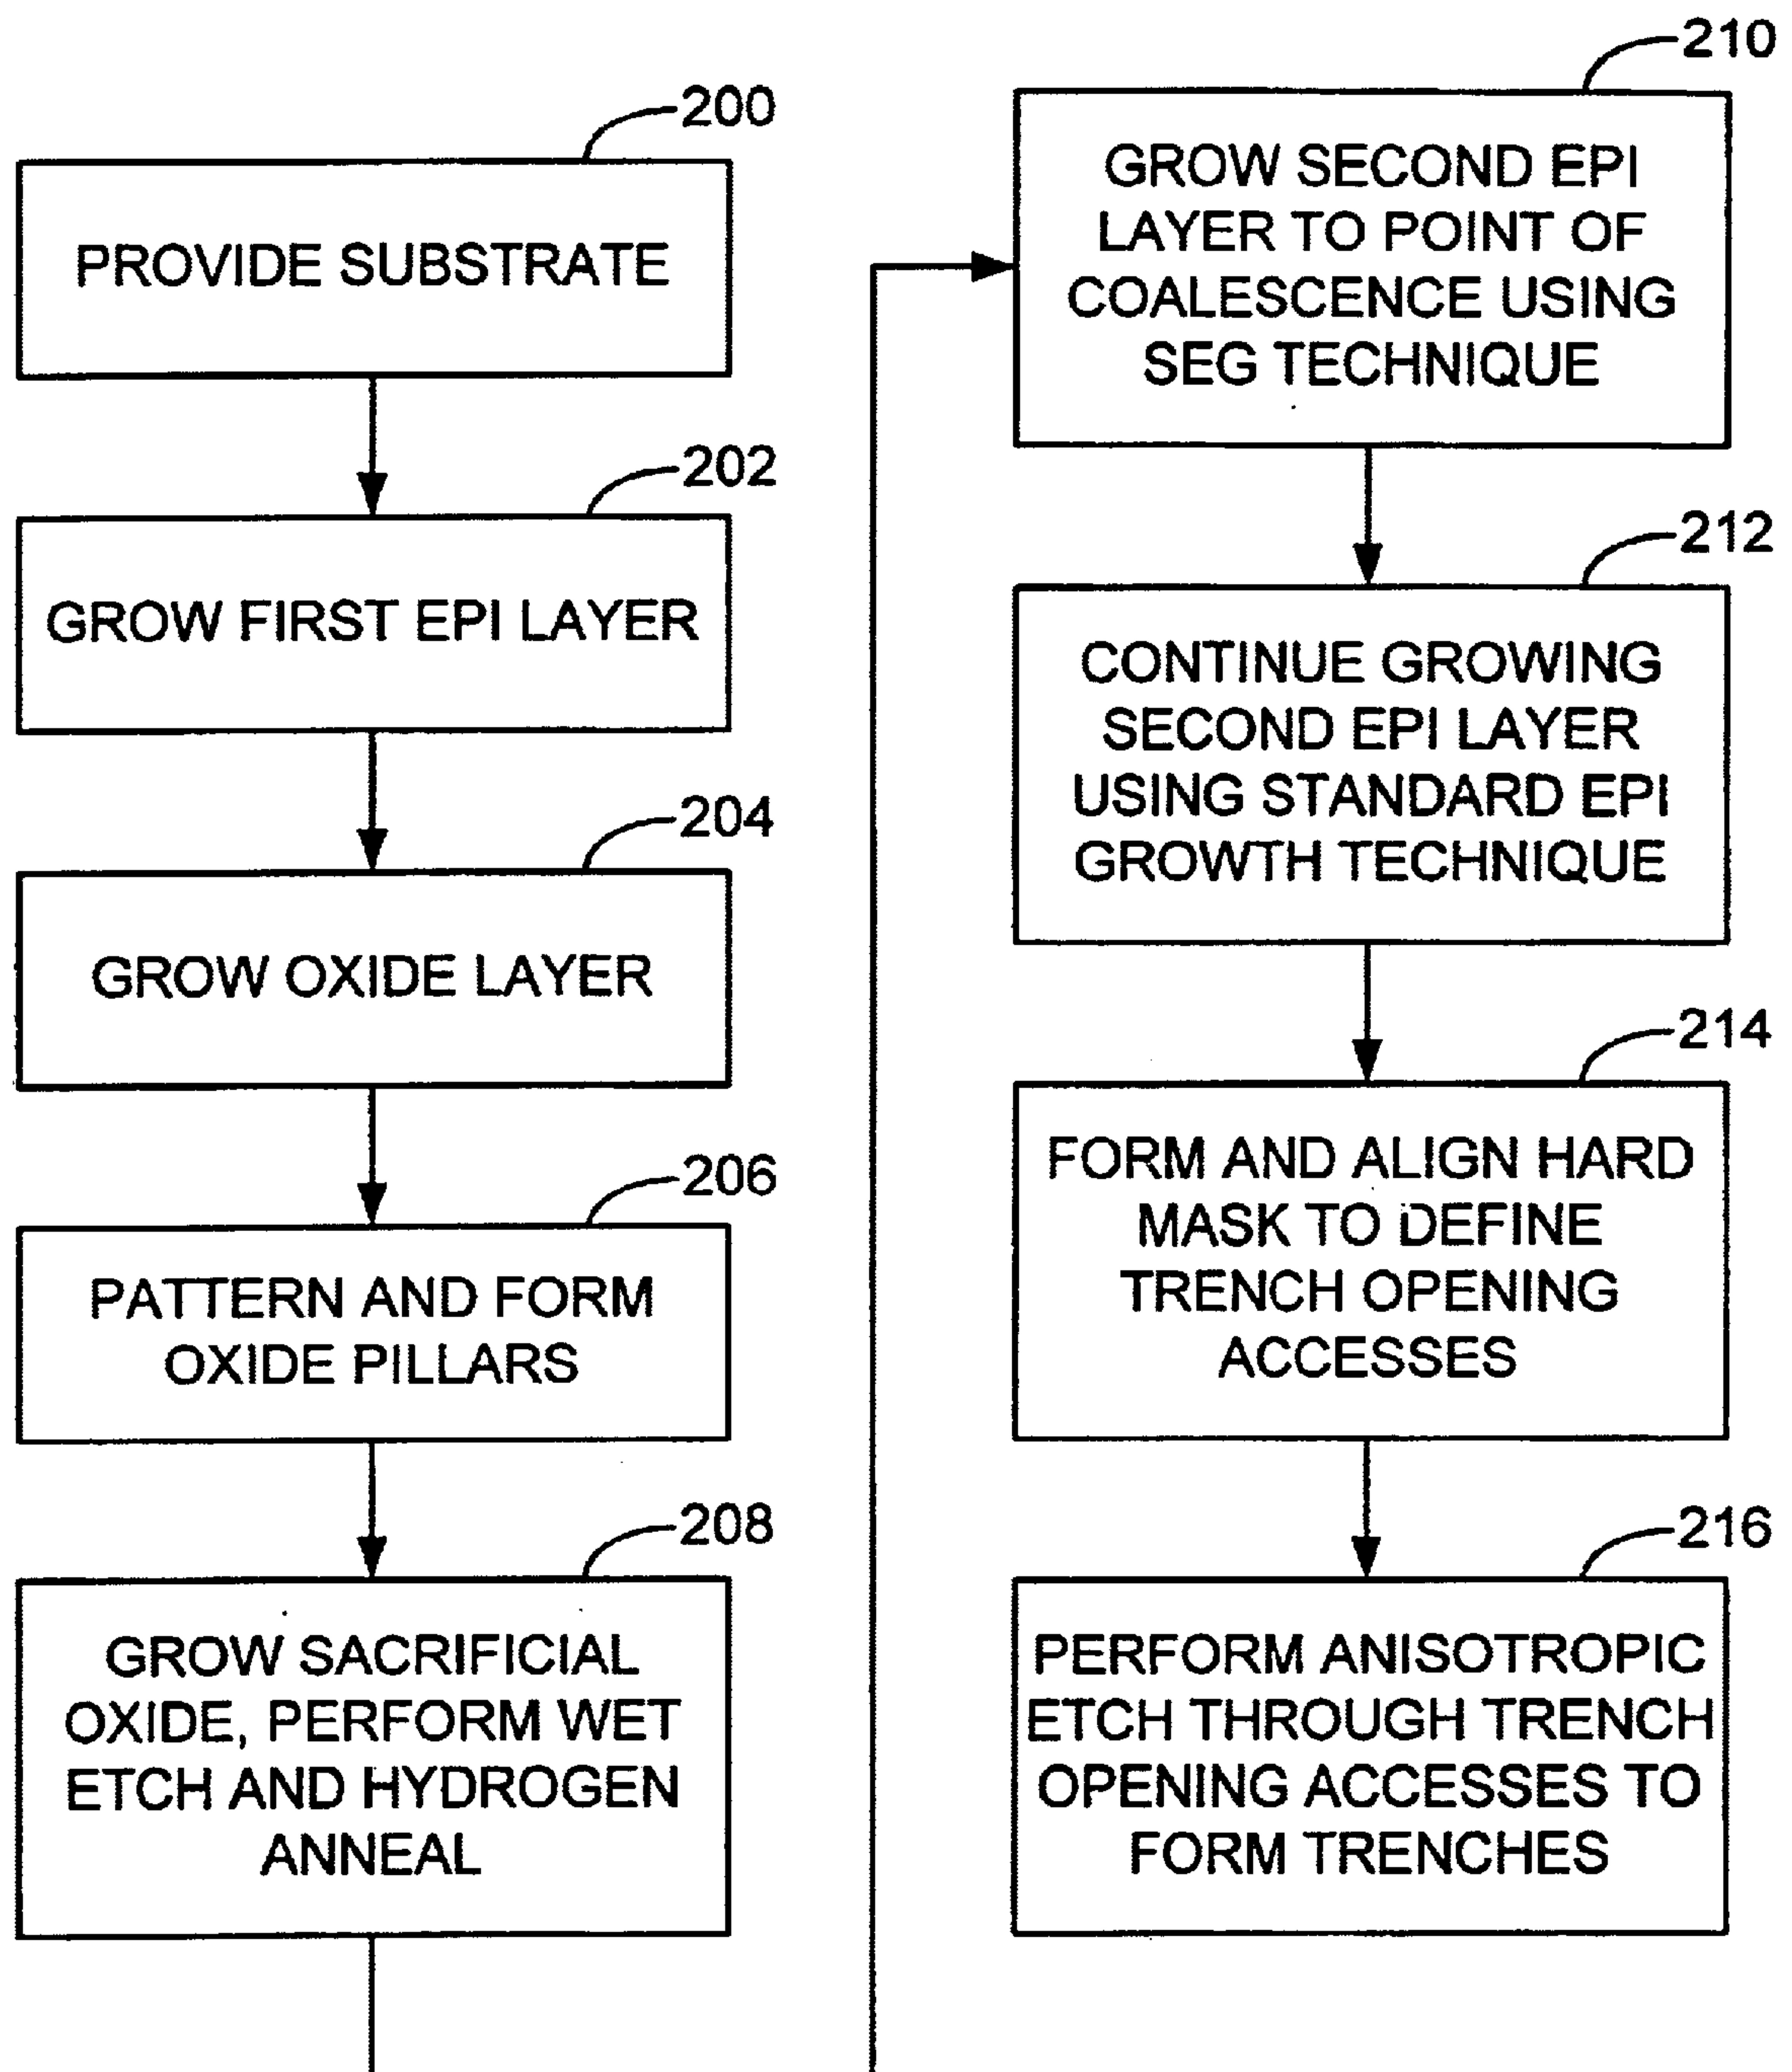 200
PROVIDE SUBSTRATE
202
GROW FIRST EPI LAYER
204
GROW OXIDE LAYER
206
PATTERN AND FORM
OXIDE PILLARS
208
GROW SACRIFICIAL
OXIDE, PERFORM WET
ETCH AND HYDROGEN
ANNEAL
210
GROW SECOND EPI
LAYER TO POINT OF
COALESCENCE USING
SEG TECHNIQUE
212
CONTINUE GROWING
SECOND EPI LAYER
USING STANDARD EPI
GROWTH TECHNIQUE
214
FORM AND ALIGN HARD
MASK TO DEFINE
TRENCH OPENING
ACCESSES
216
PERFORM ANISOTROPIC
ETCH THROUGH TRENCH
OPENING ACCESSES TO
FORM TRENCHES